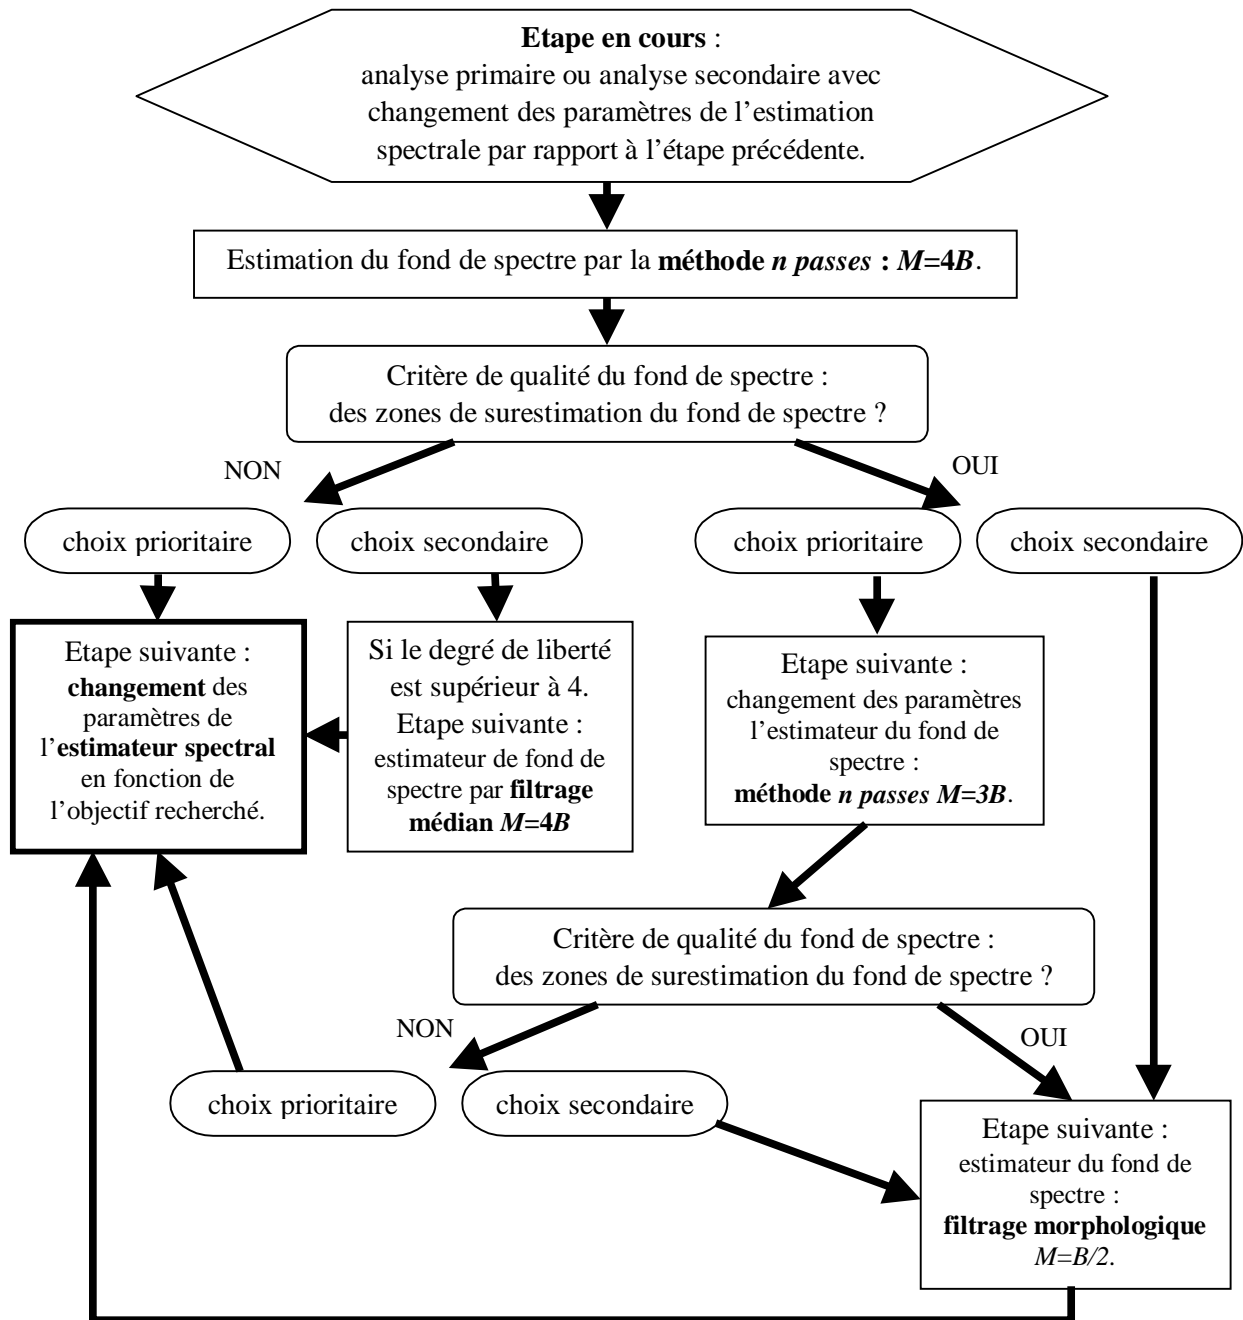 Etape en cours :
analyse primaire ou analyse secondaire avec
changement des paramètres de l'estimation
spectrale par rapport à l'étape précédente.
Estimation du fond de spectre par la méthode n passes : M=4B.
Critère de qualité du fond de spectre :
des zones de surestimation du fond de spectre ?
NON
OUI
choix prioritaire
choix secondaire
choix prioritaire
choix secondaire
Etape suivante :
changement des
paramètres de
l'estimateur spectral
en fonction de
l'objectif recherché.
Si le degré de liberté
est supérieur à 4.
Etape suivante :
estimateur de fond de
spectre par filtrage
médian M=4B
Etape suivante :
changement des paramètres
l'estimateur du fond de
spectre :
méthode n passes M=3B.
Critère de qualité du fond de spectre :
des zones de surestimation du fond de spectre ?
NON
OUI
choix prioritaire
choix secondaire
Etape suivante :
estimateur du fond de
spectre :
filtrage morphologique
M=B/2.